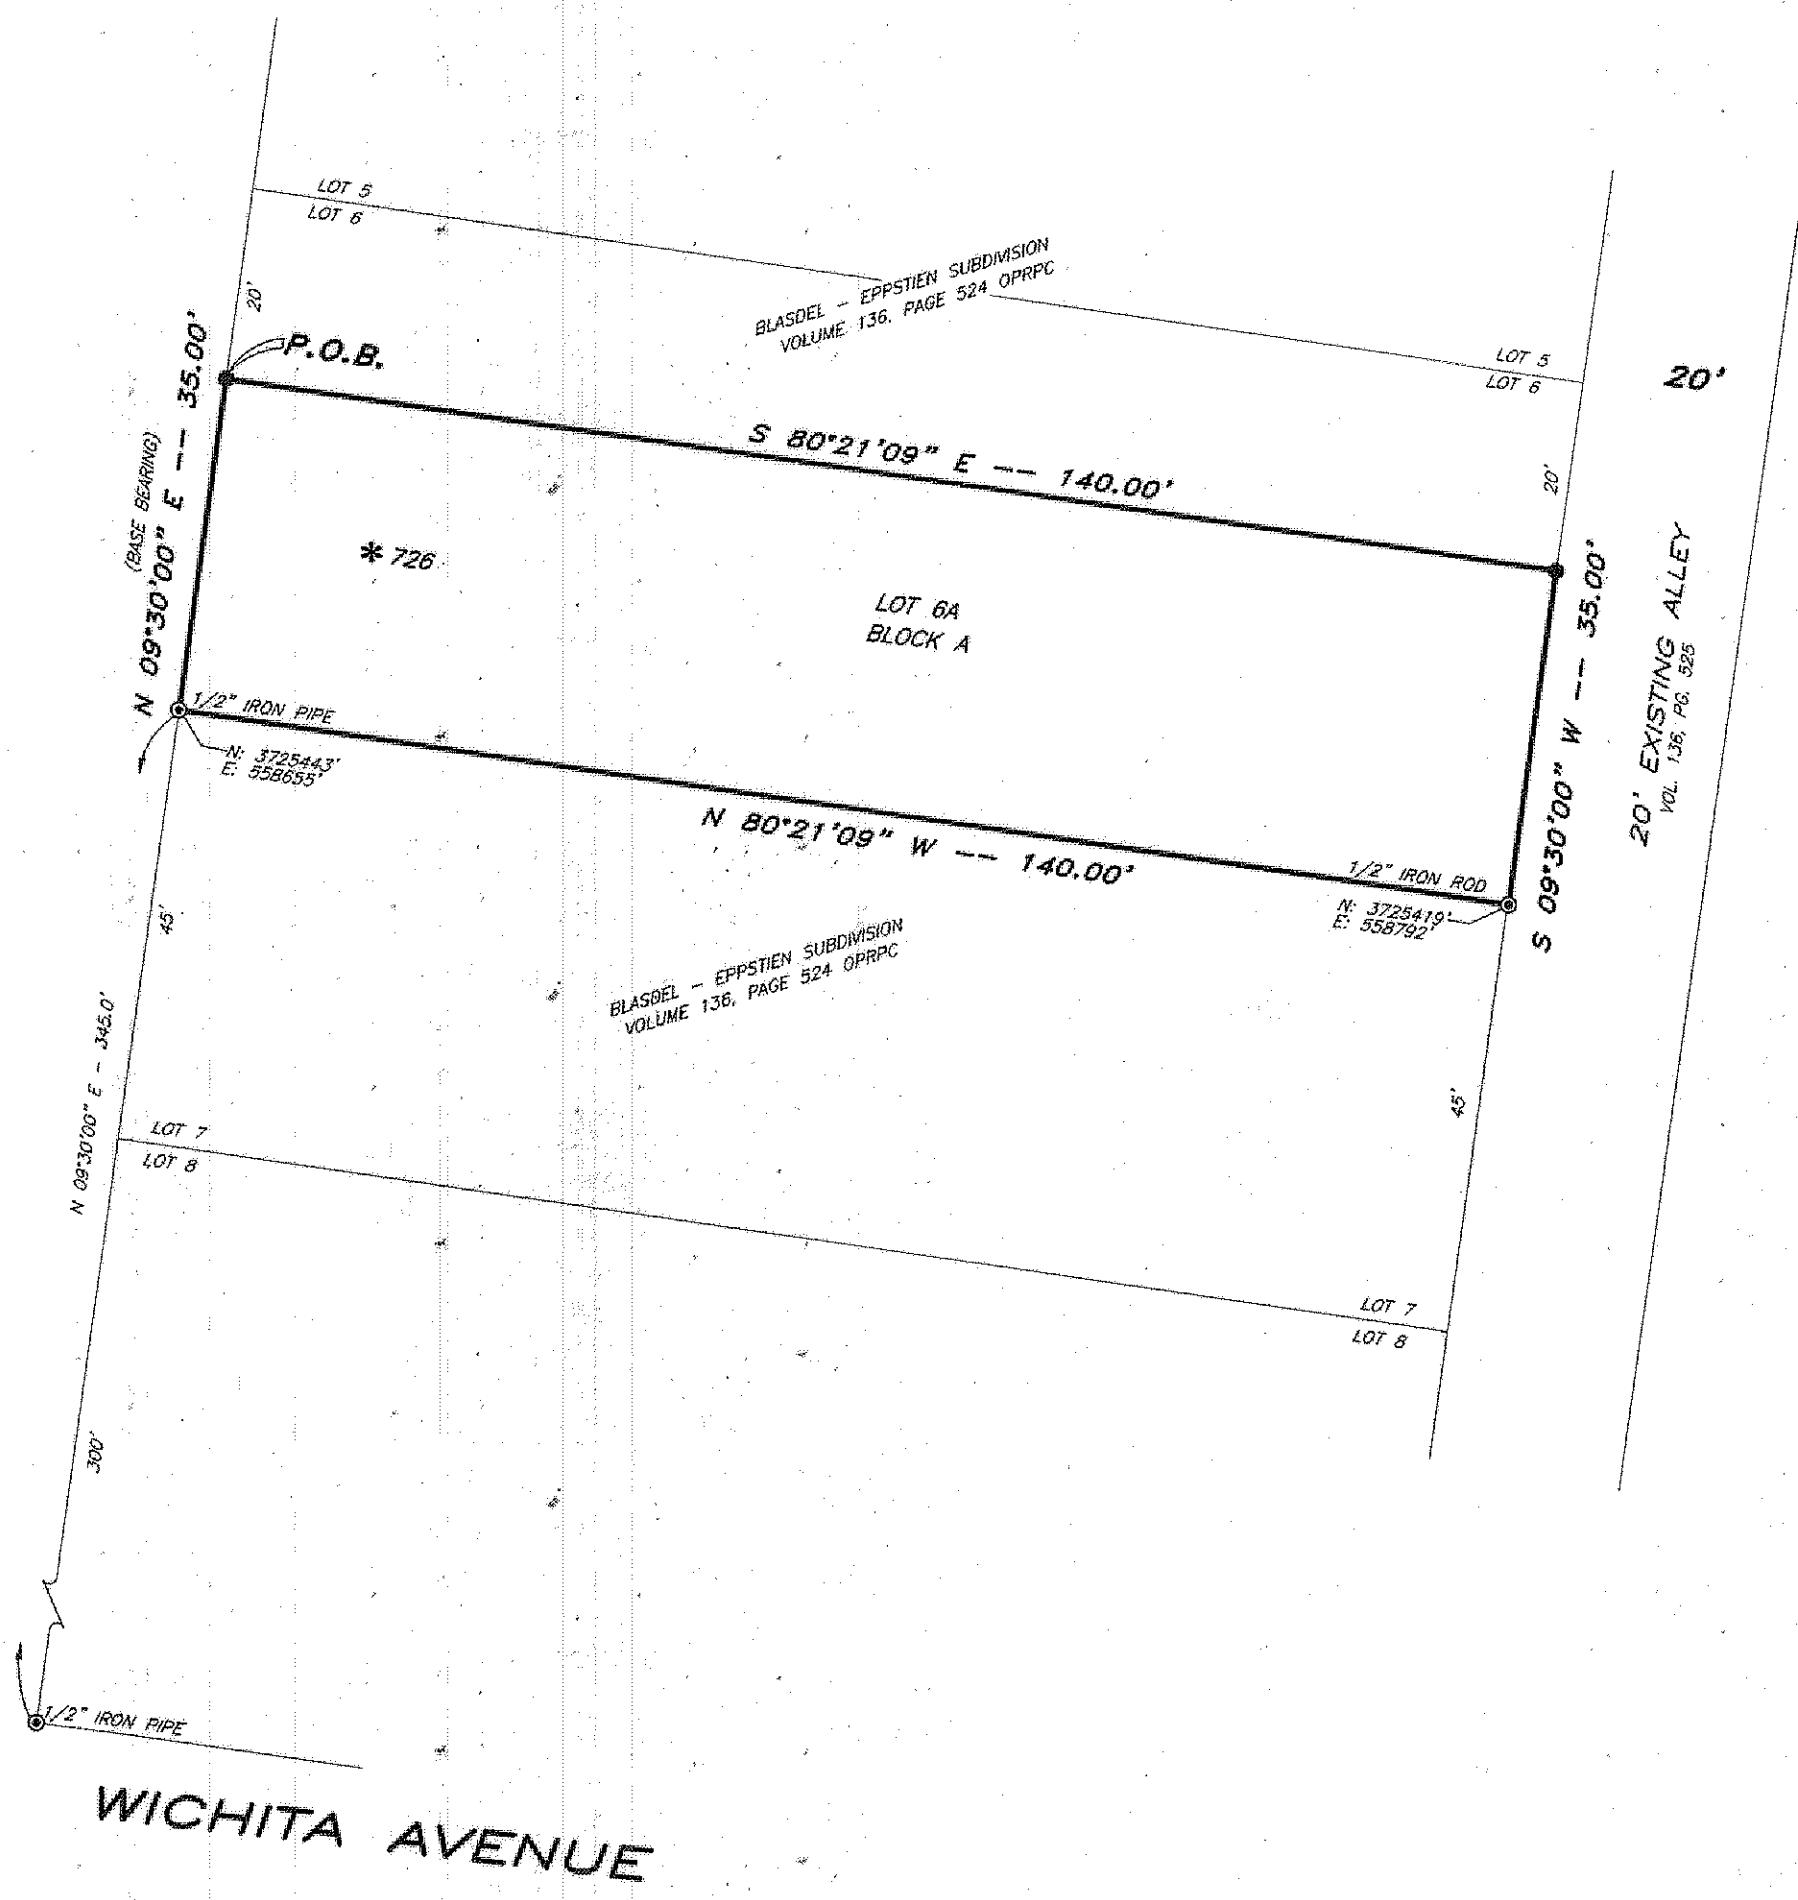 LOT 5
LOT 6
BLASDEL - EPPSTIEN SUBDIVISION
VOLUME 136, PAGE 524 OPRPC
LOT 5
LOT 6
20'
20'
P.O.B.
N 09°30'00" E -- 35.00'
(BASE BEARING)
S 80°21'09" E -- 140.00'
20'
* 726
LOT 6A
BLOCK A
S 09°30'00" W -- 35.00'
20' EXISTING ALLEY
VOL. 136, PG. 525
1/2" IRON PIPE
N: 3725443'
E: 558655'
N 80°21'09" W -- 140.00'
1/2" IRON ROD
N: 3725419'
E: 558792'
45'
BLASDEL - EPPSTIEN SUBDIVISION
VOLUME 136, PAGE 524 OPRPC
N 09°30'00" E - 345.0'
45'
LOT 7
LOT 8
LOT 7
LOT 8
300'
1/2" IRON PIPE
WICHITA AVENUE